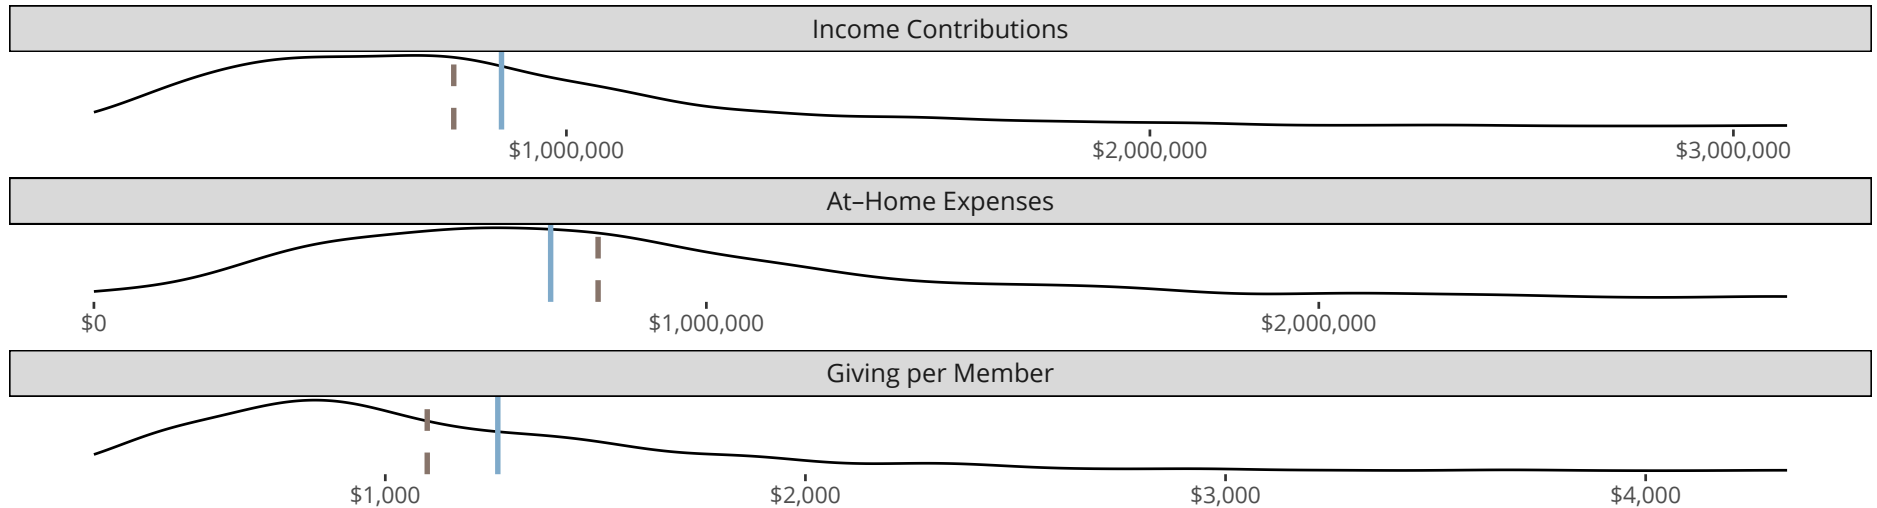 Income Contributions
$1,000,000 $2,000,000 $3,000,000
At–Home Expenses
$0 $1,000,000 $2,000,000
Giving per Member
$1,000 $2,000 $3,000 $4,000